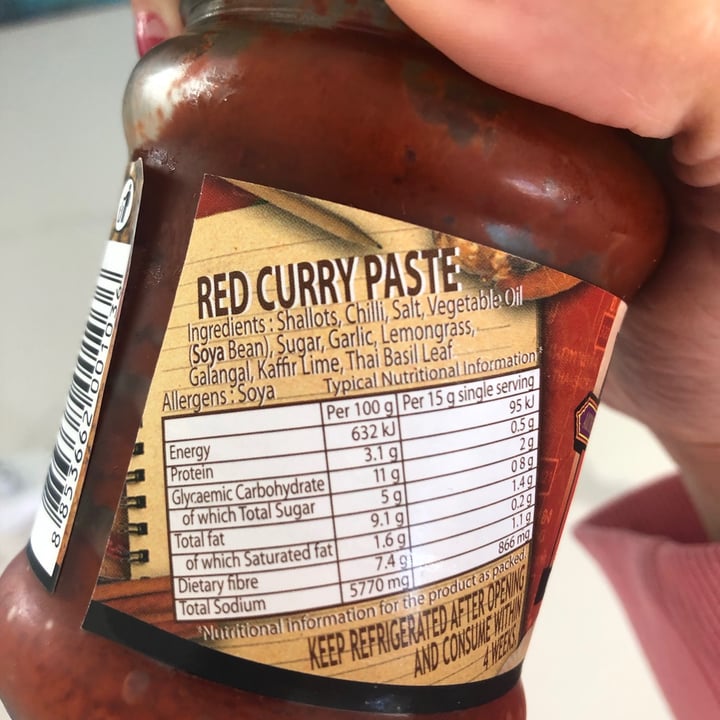 RED CURRY PASTE
Ingredients : Shallots, Chilli, Salt, Vegetable Oil
(Soya Bean), Sugar, Garlic, Lemongrass,
Galangal, Kaffir Lime, Thai Basil Leaf
Allergens : Soya
Typical Nutritional Information*
Per 100 g Per 15 g single serving
Energy 632 kJ 95 kJ
Protein 3.1 g 0.5 g
Glycaemic Carbohydrate 11 g 2 g
of which Total Sugar 5 g 0.8 g
Total fat 9.1 g 1.4 g
of which Saturated fat 1.6 g 0.2 g
Dietary fibre 7.4 g 1.1 g
Total Sodium 5770 mg 866 mg
*Nutritional information for the product as packed.
KEEP REFRIGERATED AFTER OPENING
AND CONSUME WITHIN
4 WEEKS